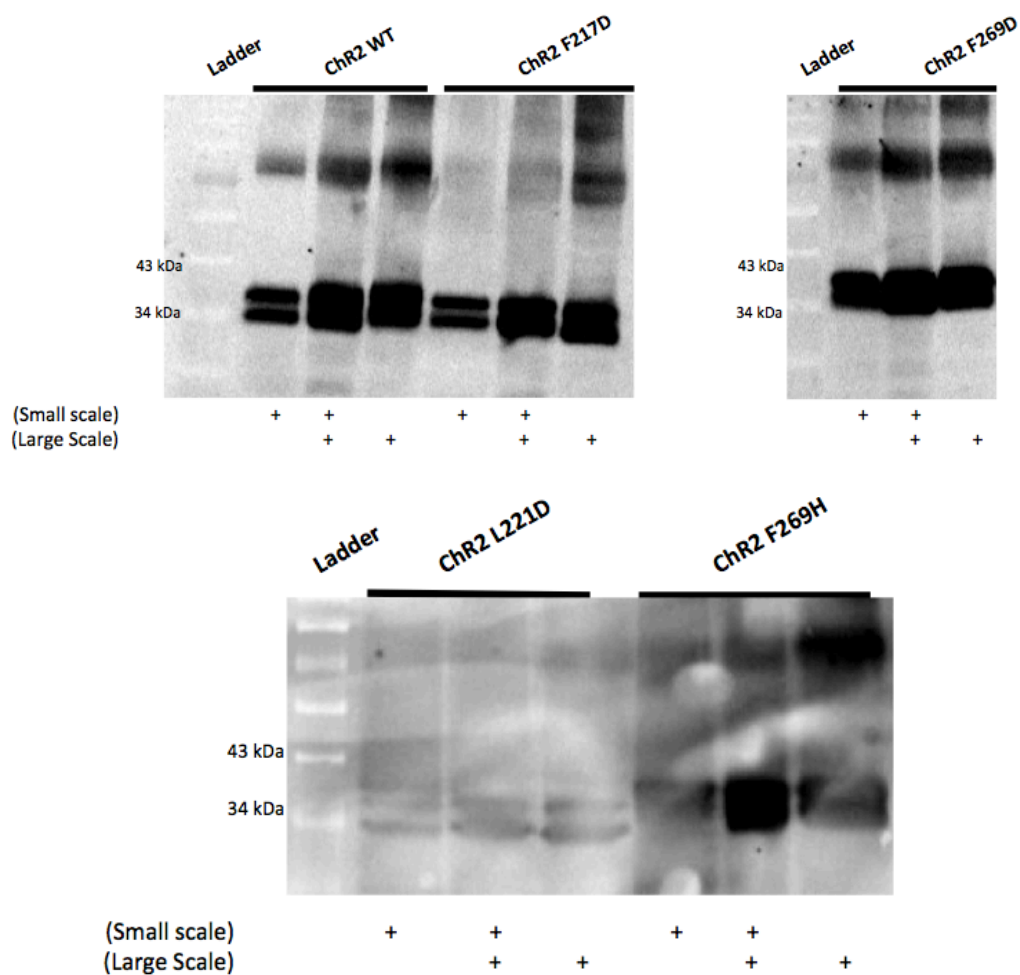 Ladder ChR2 WT ChR2 F217D Ladder ChR2 F269D
43 kDa 43 kDa
34 kDa 34 kDa
(Small scale) + + + + + +
(Large Scale) + + + + + +
Ladder ChR2 L221D ChR2 F269H
43 kDa
34 kDa
(Small scale) + + + +
(Large Scale) + + + +